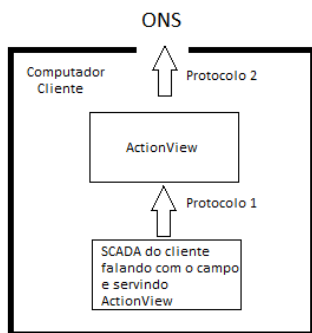 ONS
Computador
Cliente
Protocolo 2
ActionView
Protocolo 1
SCADA do cliente
falando com o campo
e servindo
ActionView